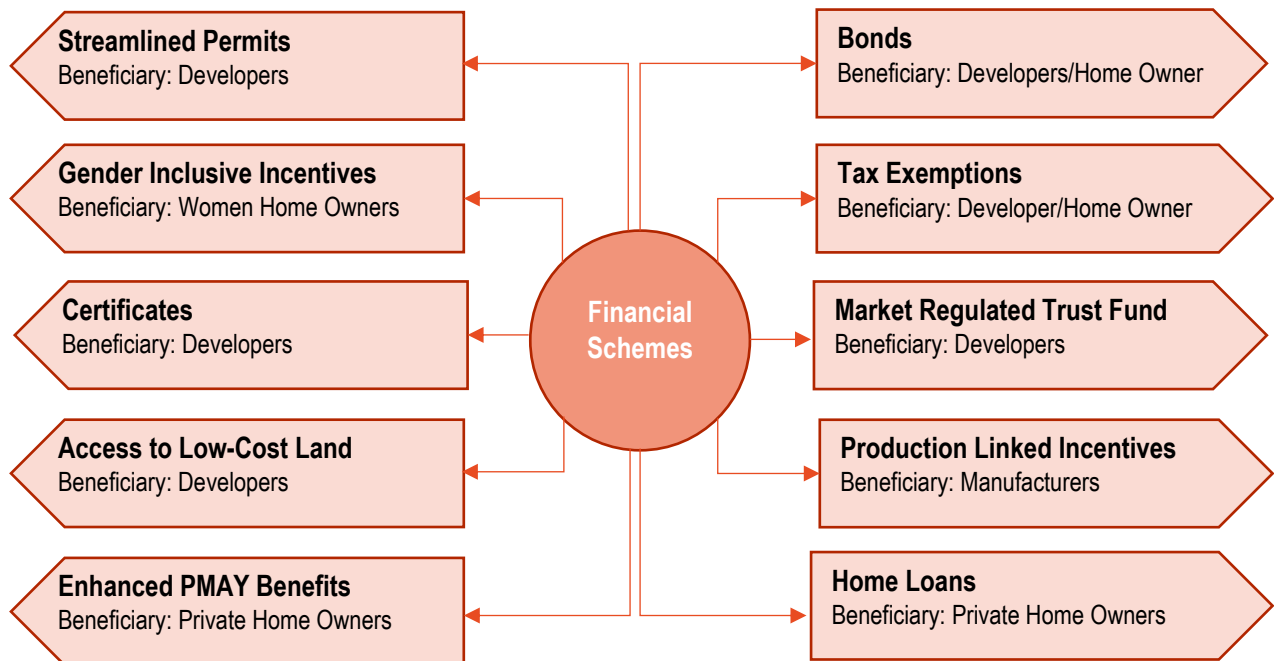 Streamlined Permits
Beneficiary: Developers
Gender Inclusive Incentives
Beneficiary: Women Home Owners
Certificates
Beneficiary: Developers
Access to Low-Cost Land
Beneficiary: Developers
Enhanced PMAY Benefits
Beneficiary: Private Home Owners
Financial
Schemes
Bonds
Beneficiary: Developers/Home Owner
Tax Exemptions
Beneficiary: Developer/Home Owner
Market Regulated Trust Fund
Beneficiary: Developers
Production Linked Incentives
Beneficiary: Manufacturers
Home Loans
Beneficiary: Private Home Owners